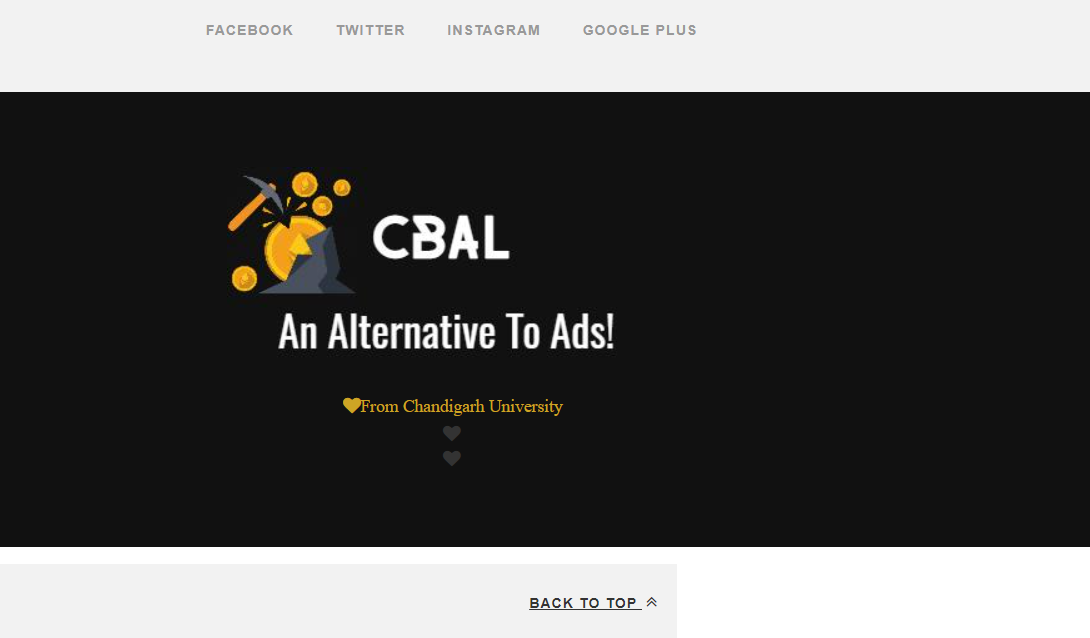 FACEBOOK TWITTER INSTAGRAM GOOGLE PLUS
CBAL
An Alternative To Ads!
From Chandigarh University
BACK TO TOP